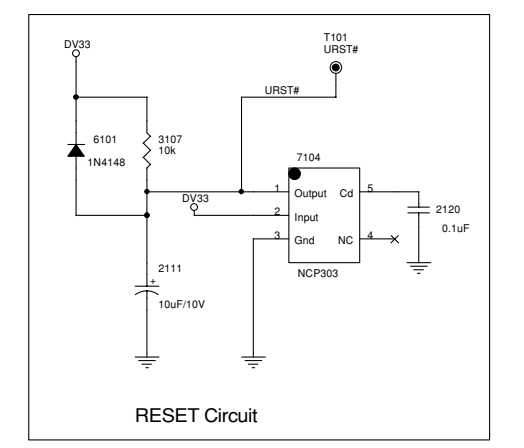 T101
URST#
DV33
URST#
6101
1N4148
3107
10k
7104
DV33
1 Output Cd 5
2 Input
3 Gnd NC 4
NCP303
2120
0.1uF
2111
+
10uF/10V
RESET Circuit